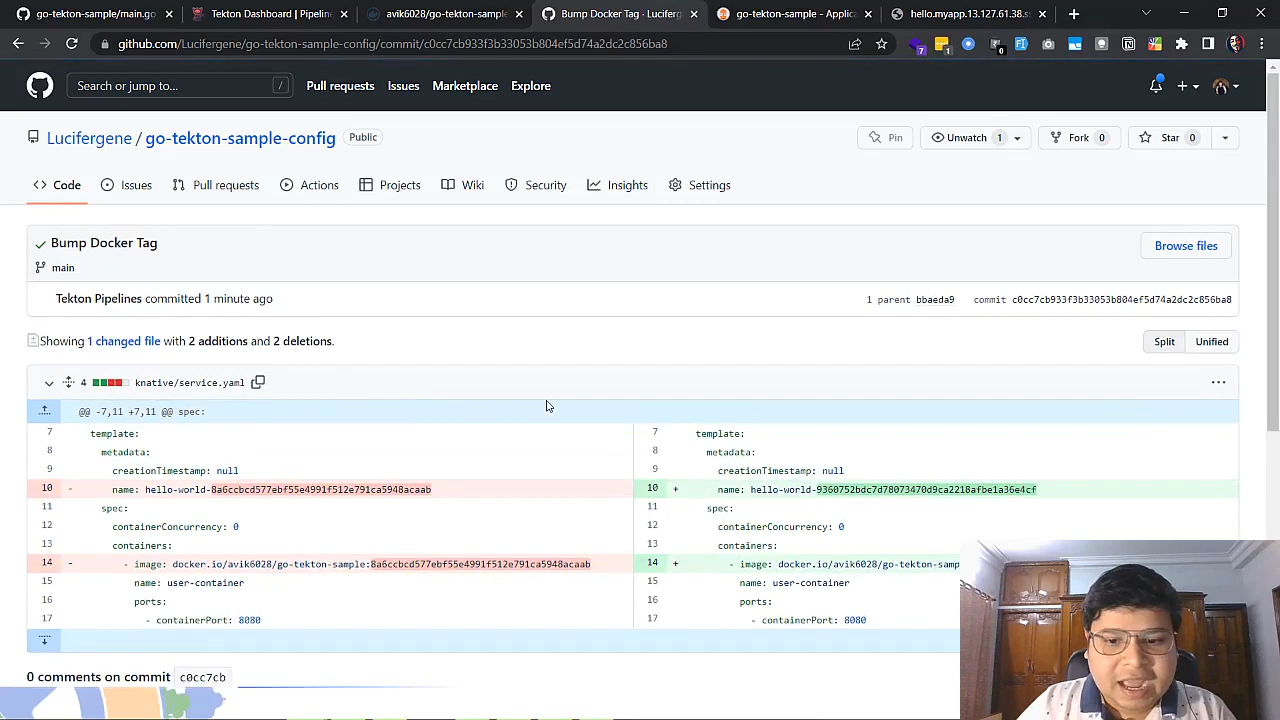 go-tekton-sample/main.go
Tekton Dashboard | Pipeline
avik6028/go-tekton-sample
Bump Docker Tag · Luciferg
go-tekton-sample - Applica
hello.myapp.13.127.61.38.s
github.com/Lucifergene/go-tekton-sample-config/commit/c0cc7cb933f3b33053b804ef5d74a2dc2c856ba8
7
1
0
Search or jump to...
/
Pull requests
Issues
Marketplace
Explore
Lucifergene / go-tekton-sample-config
Public
Pin
Unwatch 1
Fork 0
Star 0
Code
Issues
Pull requests
Actions
Projects
Wiki
Security
Insights
Settings
Bump Docker Tag
Browse files
main
Tekton Pipelines committed 1 minute ago
1 parent bbaeda9 commit c0cc7cb933f3b33053b804ef5d74a2dc2c856ba8
Showing 1 changed file with 2 additions and 2 deletions.
Split
Unified
4 knative/service.yaml
@@ -7,11 +7,11 @@ spec:
7 template:
8 metadata:
9 creationTimestamp: null
10 - name: hello-world-8a6ccbcd577ebf55e4991f512e791ca5948acaab
11 spec:
12 containerConcurrency: 0
13 containers:
14 - - image: docker.io/avik6028/go-tekton-sample:8a6ccbcd577ebf55e4991f512e791ca5948acaab
15 name: user-container
16 ports:
17 - containerPort: 8080
7 template:
8 metadata:
9 creationTimestamp: null
10 + name: hello-world-9360752bdc7d78073470d9ca2218afbe1a36e4cf
11 spec:
12 containerConcurrency: 0
13 containers:
14 + - image: docker.io/avik6028/go-tekton-samp
15 name: user-container
16 ports:
17 - containerPort: 8080
0 comments on commit c0cc7cb